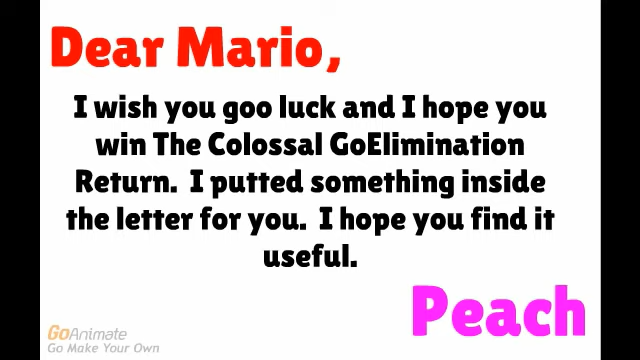 Dear Mario,
I wish you goo luck and I hope you
win The Colossal GoElimination
Return. I putted something inside
the letter for you. I hope you find it
useful.
Peach
GoAnimate
Go Make Your Own